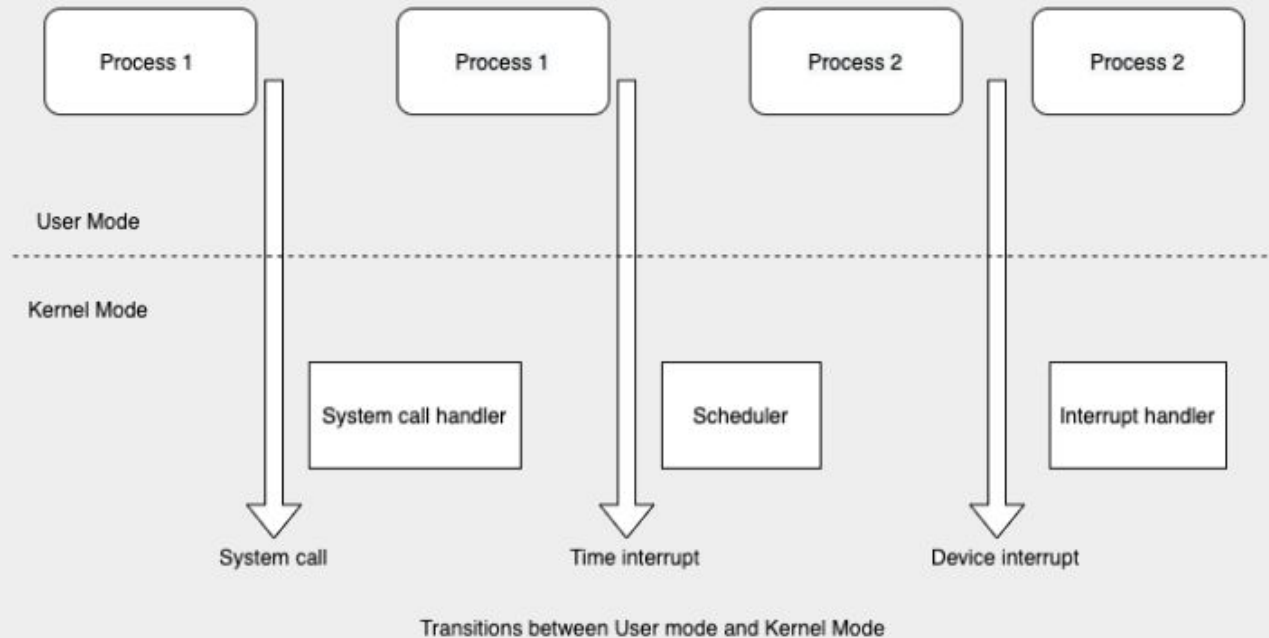 Process 1
Process 1
Process 2
Process 2
User Mode
Kernel Mode
System call handler
Scheduler
Interrupt handler
System call
Time interrupt
Device interrupt
Transitions between User mode and Kernel Mode